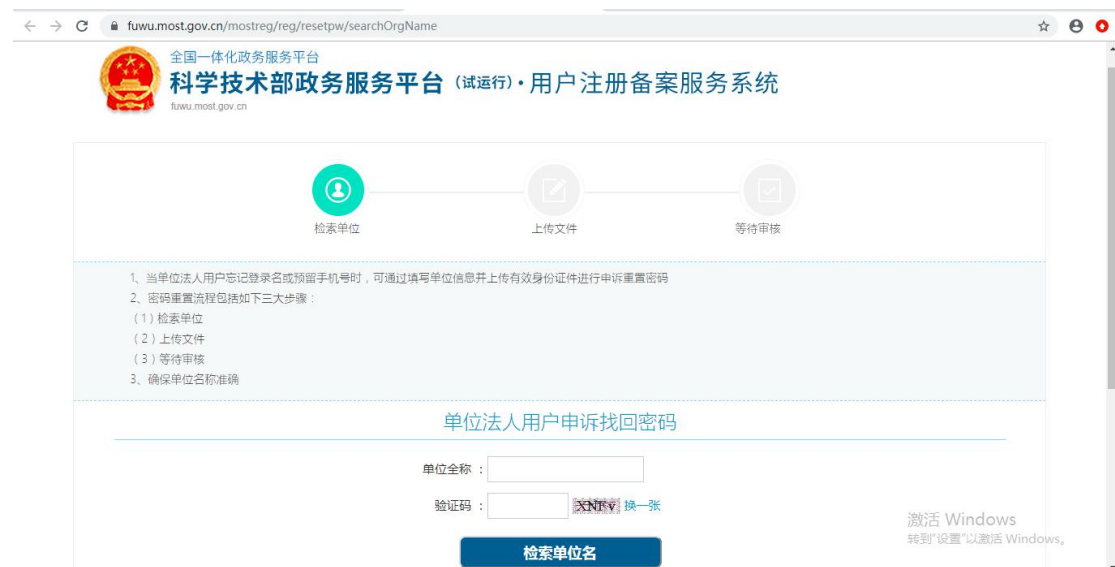 fuwu.most.gov.cn/mostreg/reg/resetpw/searchOrgName
全国一体化政务服务平台
科学技术部政务服务平台（试运行）·用户注册备案服务系统
fuwu.most.gov.cn
检索单位
上传文件
等待审核
1、当单位法人用户忘记登录名或预留手机号时，可通过填写单位信息并上传有效身份证件进行申诉重置密码
2、密码重置流程包括如下三大步骤：
（1）检索单位
（2）上传文件
（3）等待审核
3、确保单位名称准确
单位法人用户申诉找回密码
单位全称：
验证码： XNFv 换一张
检索单位名
激活 Windows
转到"设置"以激活 Windows。